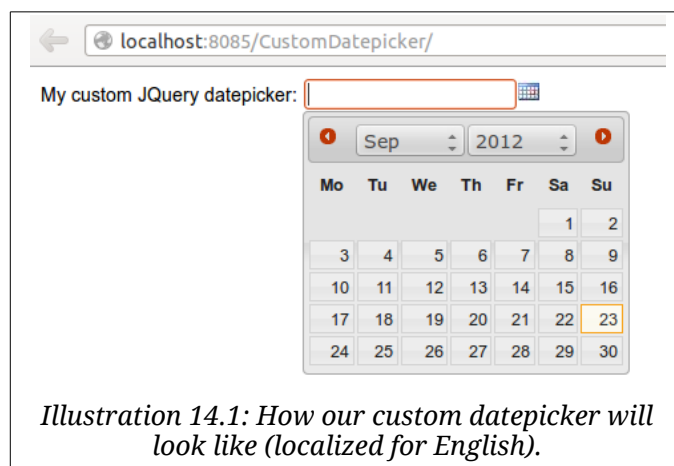 localhost:8085/CustomDatepicker/
My custom JQuery datepicker:
Sep 2012
Mo Tu We Th Fr Sa Su
1 2
3 4 5 6 7 8 9
10 11 12 13 14 15 16
17 18 19 20 21 22 23
24 25 26 27 28 29 30
Illustration 14.1: How our custom datepicker will
look like (localized for English).